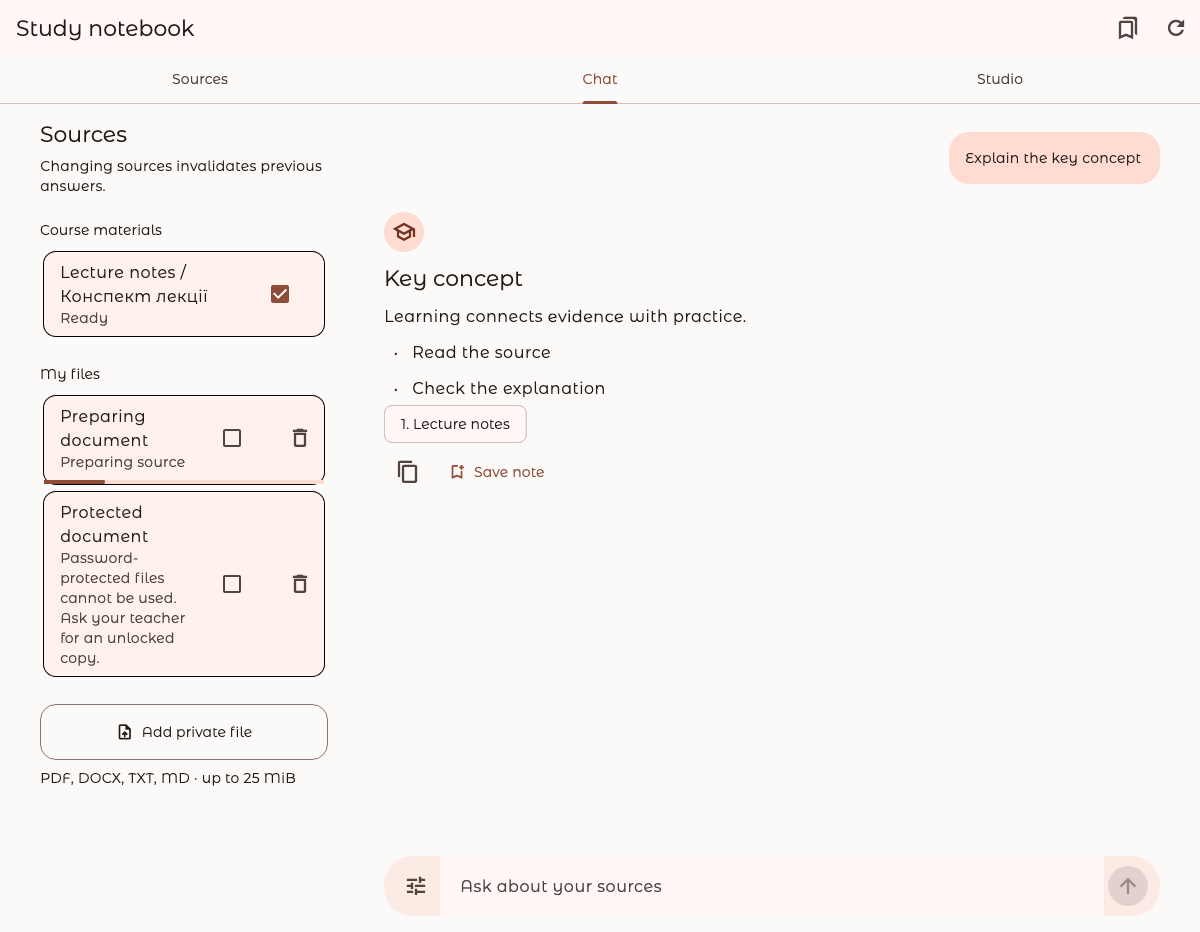 Study notebook
Sources
Chat
Studio
Sources
Changing sources invalidates previous
answers.
Course materials
Lecture notes /
Конспект лекції
Ready
My files
Preparing
document
Preparing source
Protected
document
Password-
protected files
cannot be used.
Ask your teacher
for an unlocked
copy.
Add private file
PDF, DOCX, TXT, MD · up to 25 MiB
Explain the key concept
Key concept
Learning connects evidence with practice.
• Read the source
• Check the explanation
1. Lecture notes
Save note
Ask about your sources